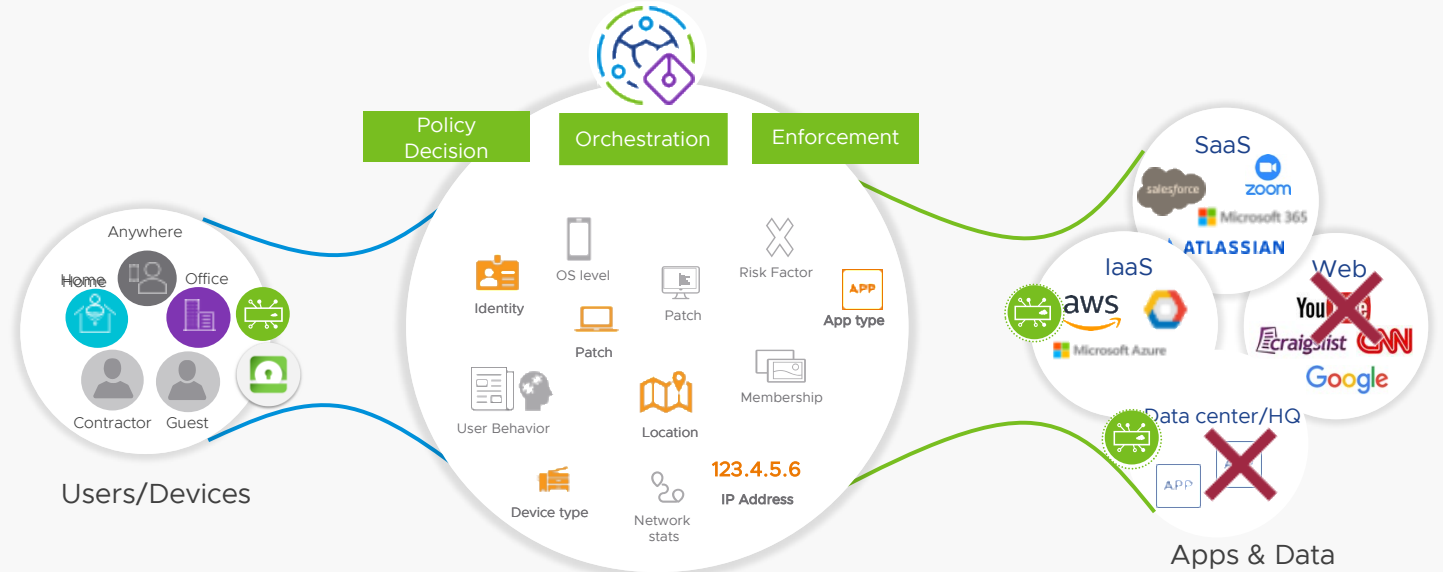 Policy
Decision
Orchestration
Enforcement
Anywhere
Home
Home
Office
Contractor
Guest
Users/Devices
OS level
Identity
Patch
Patch
Risk Factor
APP
App type
User Behavior
Location
Membership
Device type
Network
stats
123.4.5.6
IP Address
SaaS
salesforce
zoom
Microsoft 365
ATLASSIAN
IaaS
aws
Microsoft Azure
Web
craigslist
CNN
Google
Data center/HQ
APP
Apps & Data